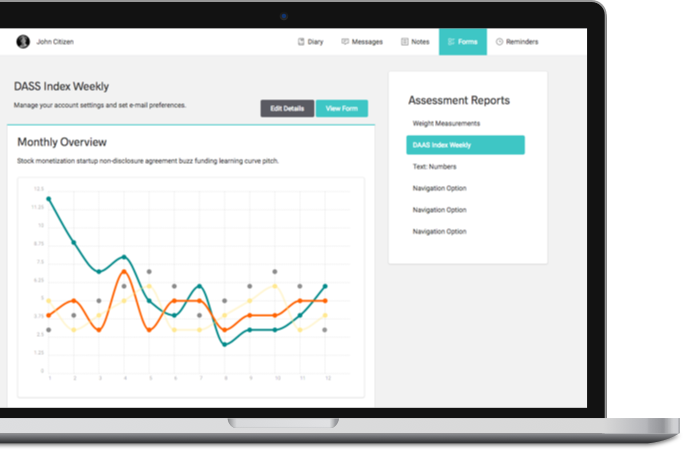 John Citizen
Diary
Messages
Notes
Forms
Reminders
DASS Index Weekly
Manage your account settings and set e-mail preferences.
Edit Details
View Form
Monthly Overview
Stock monetization startup non-disclosure agreement buzz funding learning curve pitch.
12.5
11.25
10
8.75
7.5
6.25
5
3.75
2.5
1.25
0
1 2 3 4 5 6 7 8 9 10 11 12
Assessment Reports
Weight Measurements
DAAS Index Weekly
Text: Numbers
Navigation Option
Navigation Option
Navigation Option